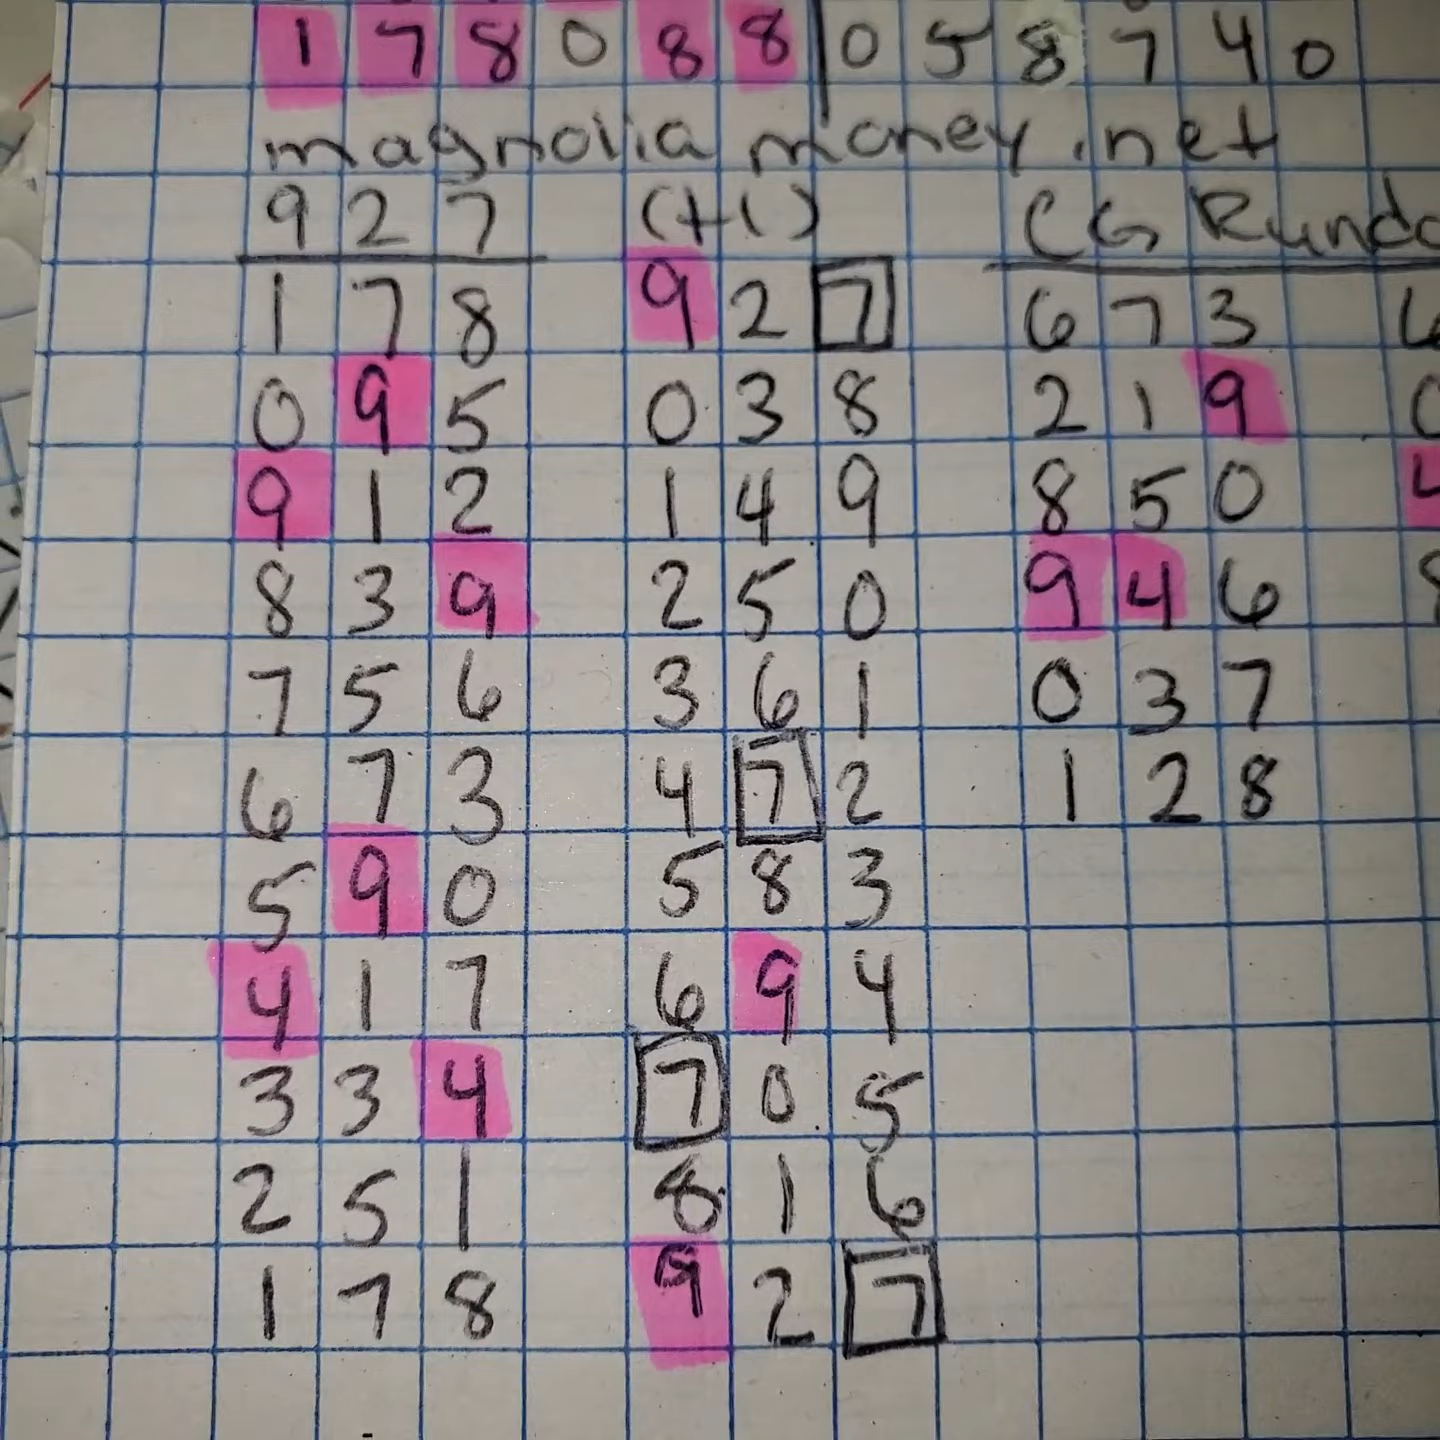 1 7 8 0 8 8 0 5 8 7 4 0
magnolia money.net
9 2 7 (+1) CG Rundo
1 7 8 9 2 7 6 7 3
0 9 5 0 3 8 2 1 9
9 1 2 1 4 9 8 5 0
8 3 9 2 5 0 9 4 6
7 5 6 3 6 1 0 3 7
6 7 3 4 7 2 1 2 8
5 9 0 5 8 3
4 1 7 6 9 4
3 3 4 7 0 5
2 5 1 8 1 6
1 7 8 9 2 7